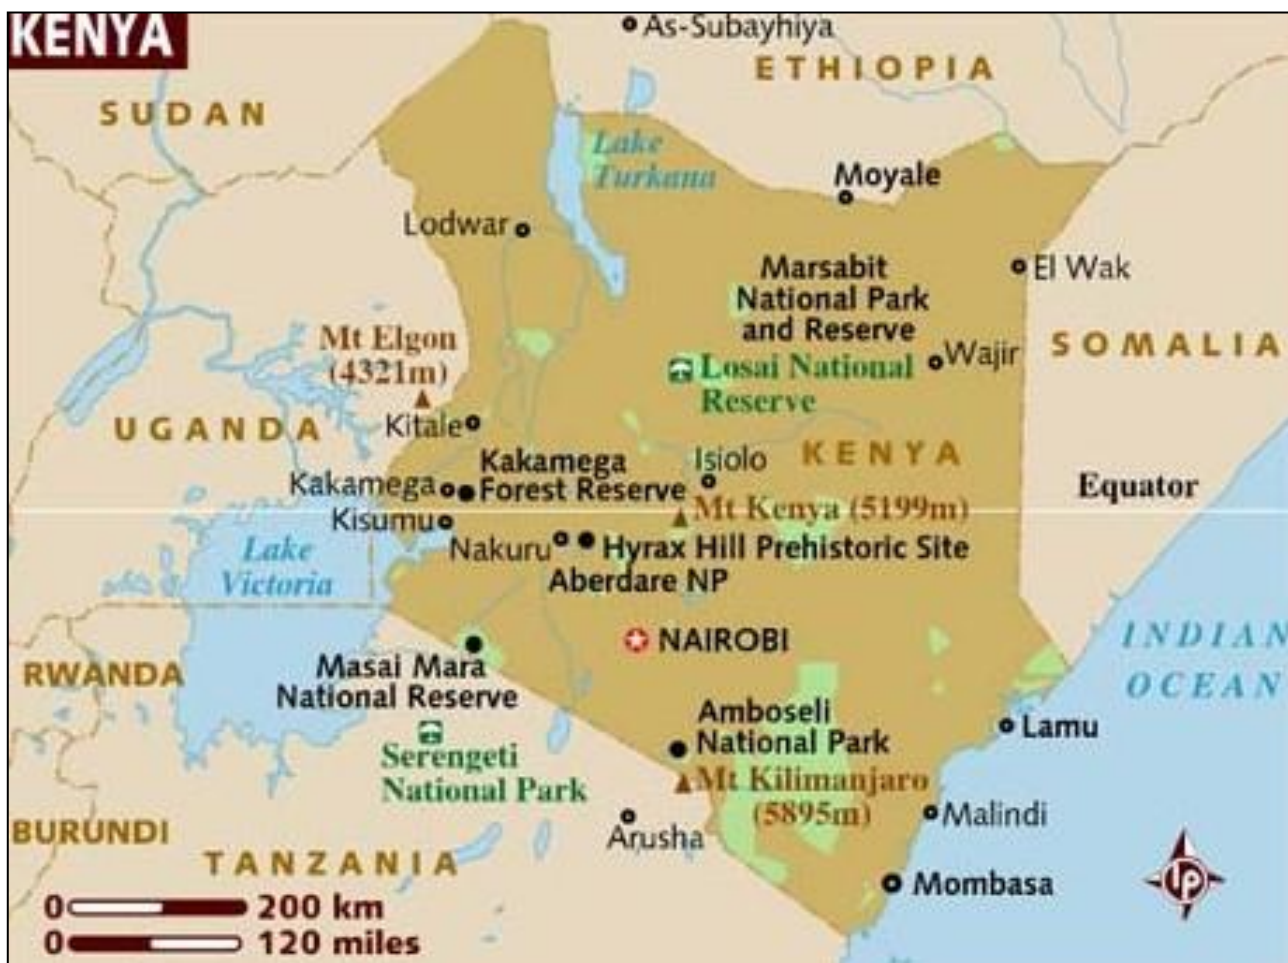 KENYA
As-Subayhiya
ETHIOPIA
SUDAN
Lake
Turkana
Moyale
Lodwar
Marsabit
National Park
and Reserve
El Wak
Mt Elgon
(4321m)
SOMALIA
Wajir
Losai National
Reserve
UGANDA
Kitale
KENYA
Kakamega
Forest Reserve
Isiolo
Kakamega
Equator
Mt Kenya (5199m)
Kisumu
Lake
Victoria
Nakuru
Hyrax Hill Prehistoric Site
Aberdare NP
NAIROBI
INDIAN
OCEAN
RWANDA
Masai Mara
National Reserve
Amboseli
National Park
Lamu
Serengeti
National Park
Mt Kilimanjaro
(5895m)
Malindi
BURUNDI
Arusha
TANZANIA
Mombasa
lp
0 200 km
0 120 miles